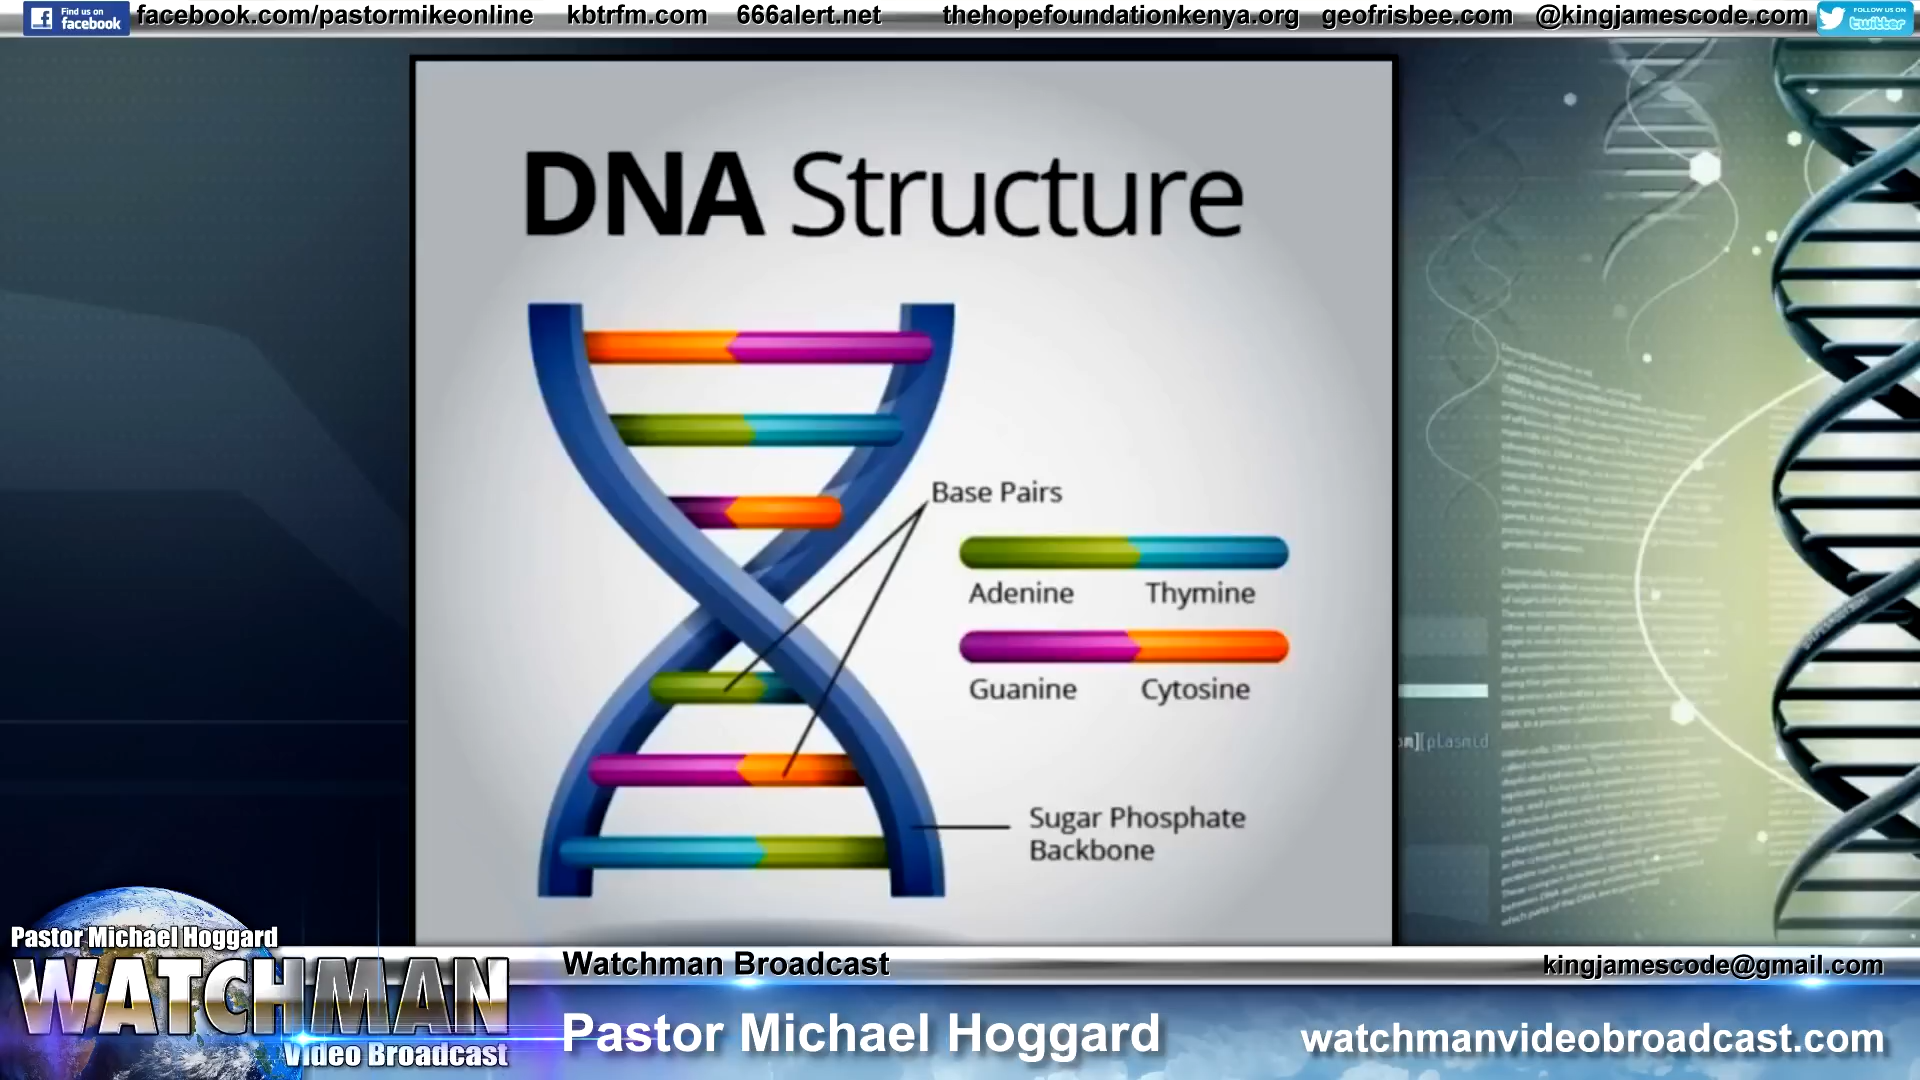 Find us on
facebook
facebook.com/pastormikeonline kbtrfm.com 666alert.net thehopefoundationkenya.org geofrisbee.com @kingjamescode.com
FOLLOW US ON
twitter
DNA Structure
Base Pairs
Adenine Thymine
Guanine Cytosine
Sugar Phosphate
Backbone
[plasmid
Pastor Michael Hoggard
WATCHMAN
Video Broadcast
Watchman Broadcast
kingjamescode@gmail.com
Pastor Michael Hoggard
watchmanvideobroadcast.com